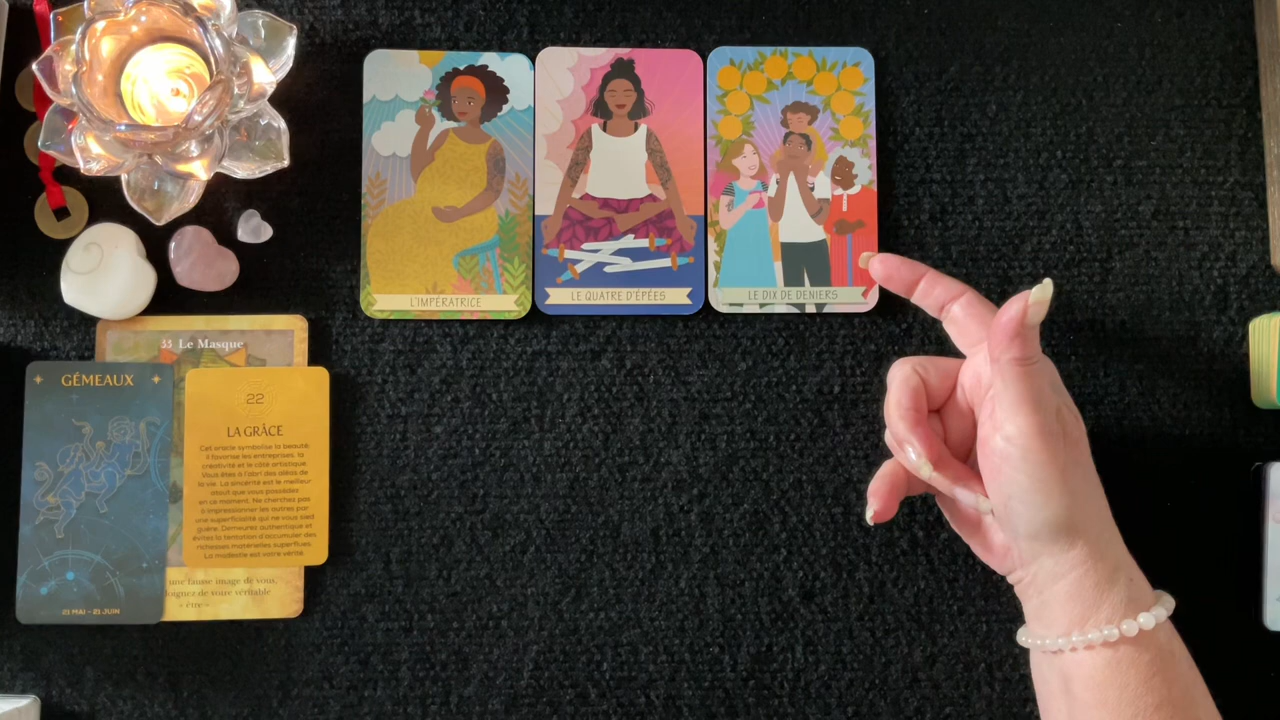 L'IMPÉRATRICE
LE QUATRE D'ÉPÉES
LE DIX DE DENIERS
33 Le Masque
GÉMEAUX
21 MAI - 21 JUIN
22
LA GRÂCE
Cet oracle symbolise la beauté;
il favorise les entreprises, la
créativité et le côté artistique.
Vous êtes à l'abri des aléas de
la vie. La sincérité est le meilleur
atout que vous possédez
en ce moment. Ne cherchez pas
à impressionner les autres par
une superficialité qui ne vous sied
guère. Demeurez authentique et
évitez la tentation d'accumuler des
richesses matérielles superflues.
La modestie est votre vérité
une fausse image de vous,
loignez de votre véritable
« être »